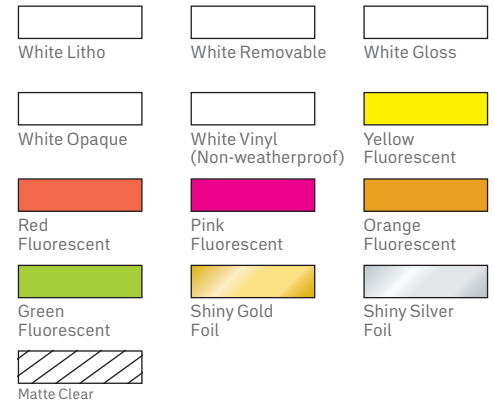 White Litho
White Removable
White Gloss
White Opaque
White Vinyl
(Non-weatherproof)
Yellow
Fluorescent
Red
Fluorescent
Pink
Fluorescent
Orange
Fluorescent
Green
Fluorescent
Shiny Gold
Foil
Shiny Silver
Foil
Matte Clear